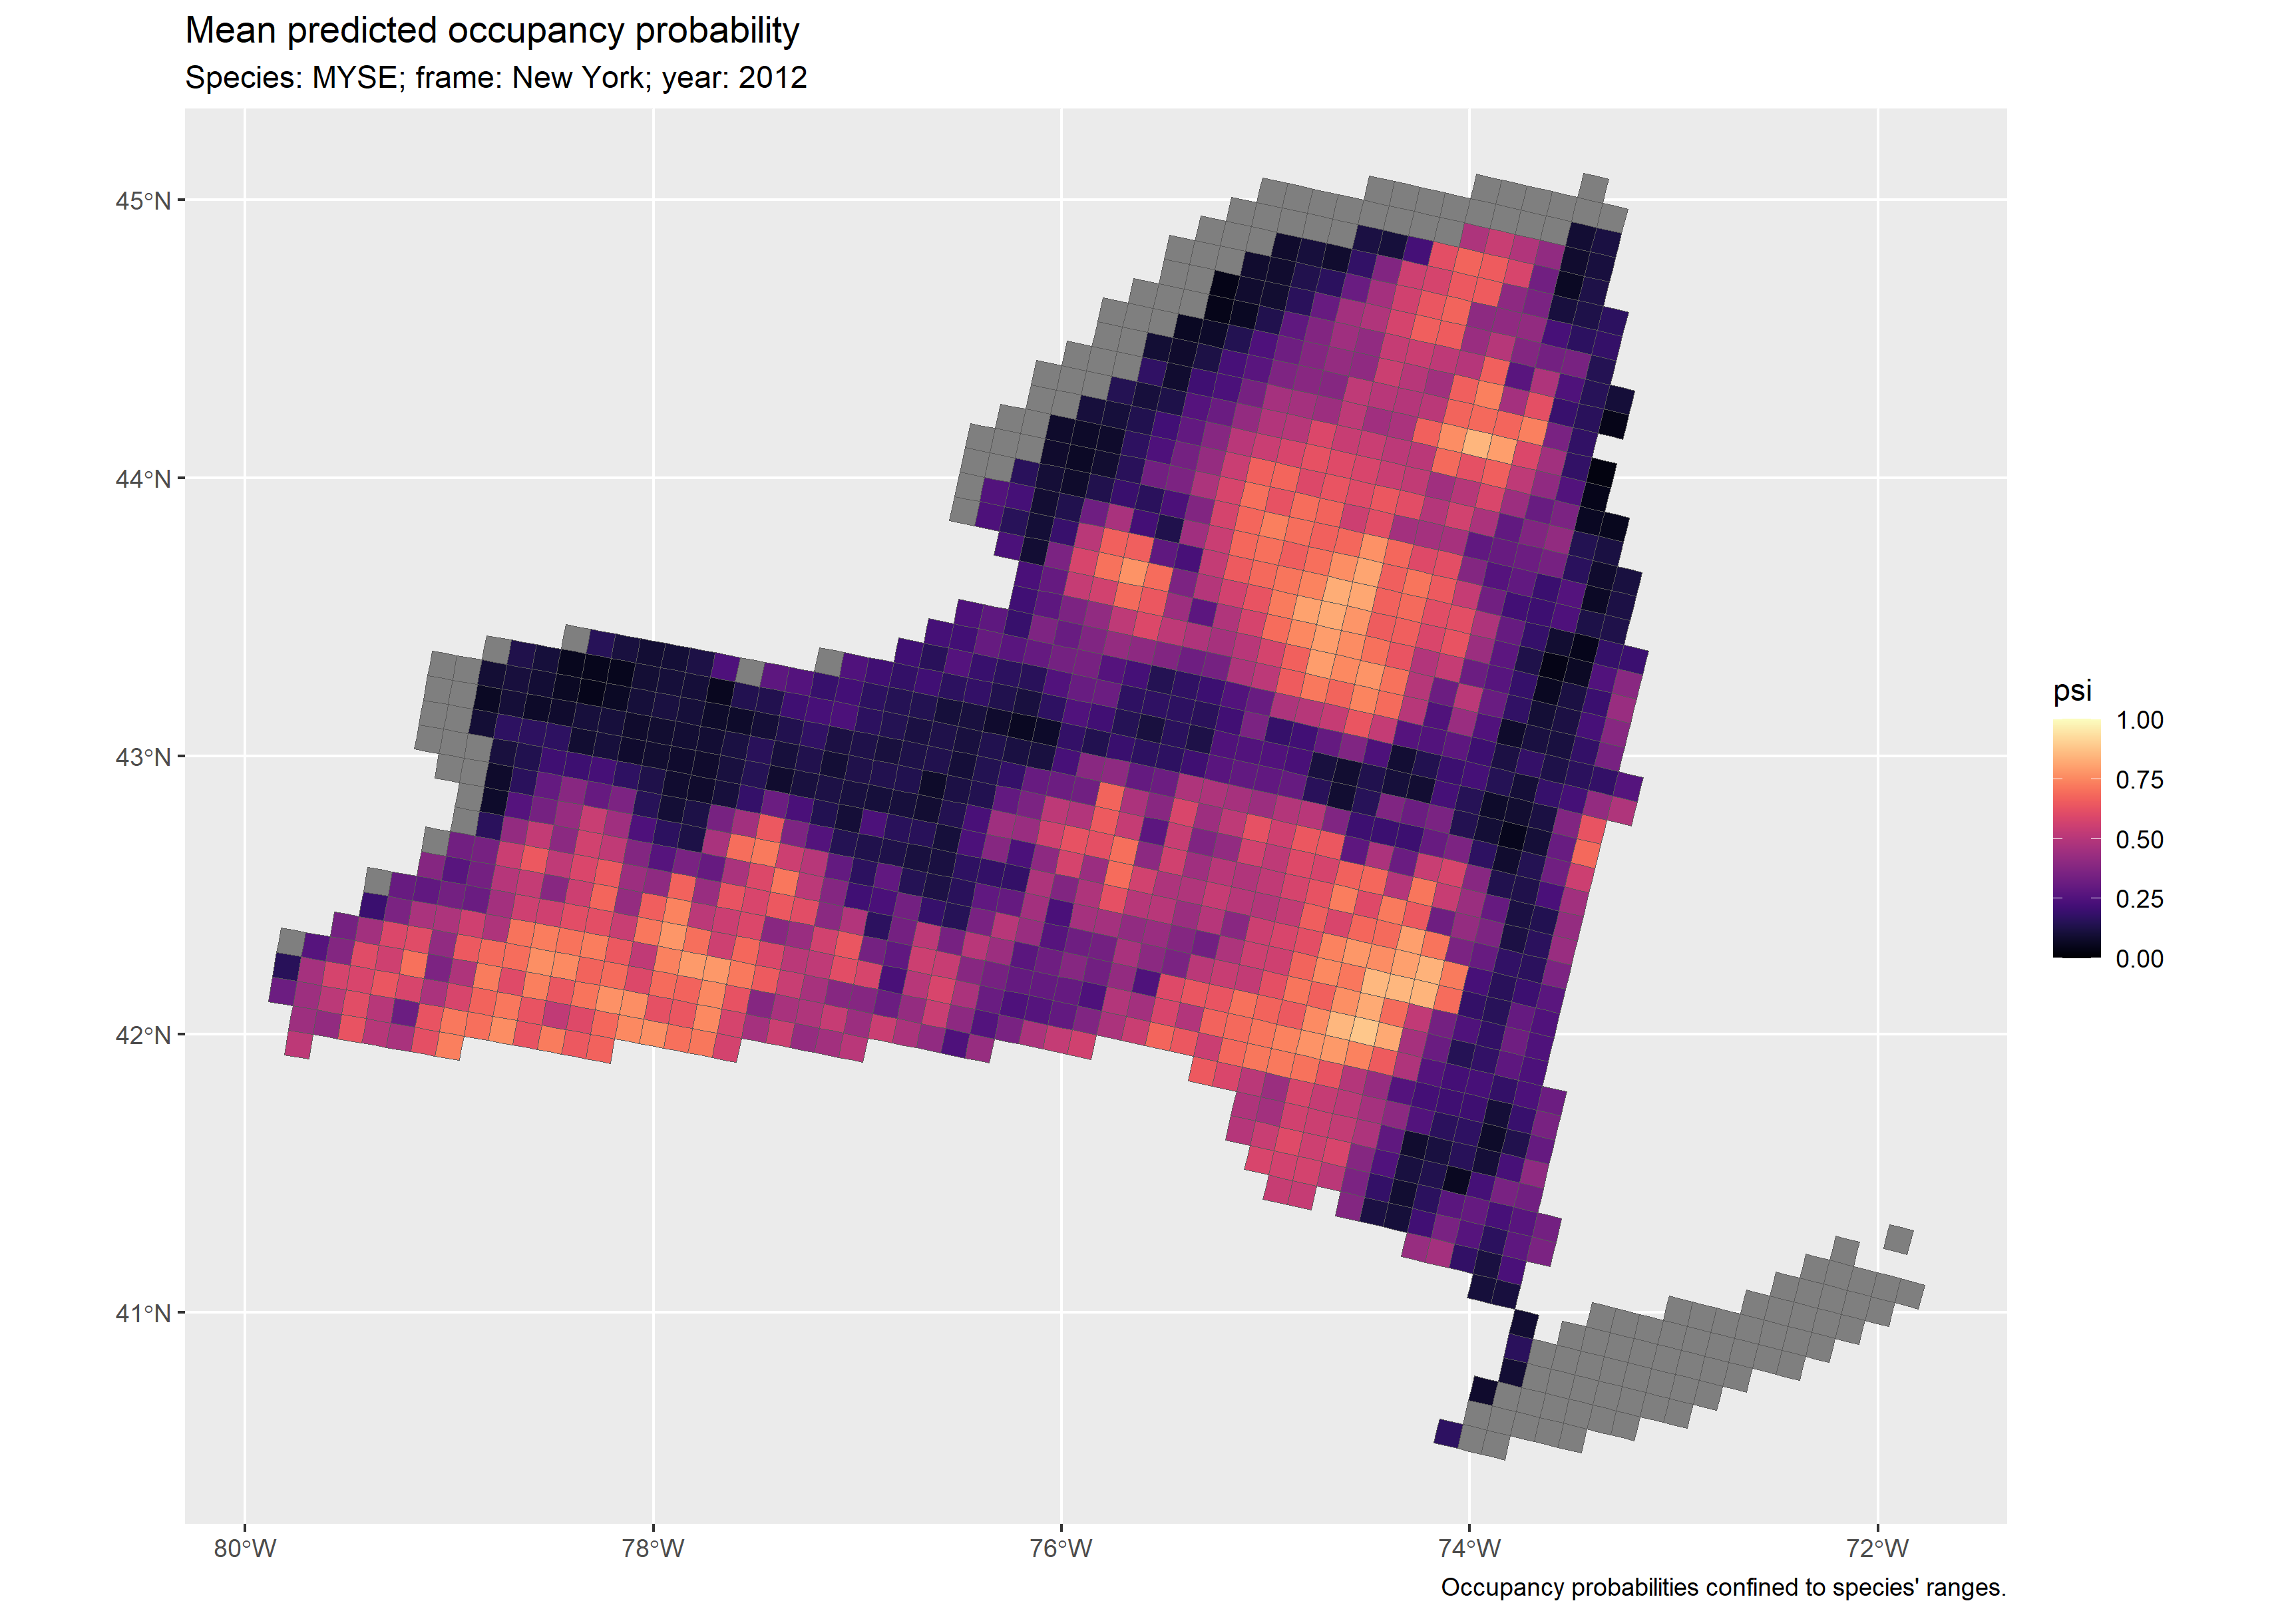 Mean predicted occupancy probability
Species: MYSE; frame: New York; year: 2012
45°N
44°N
43°N
42°N
41°N
80°W
78°W
76°W
74°W
72°W
psi
1.00
0.75
0.50
0.25
0.00
Occupancy probabilities confined to species' ranges.